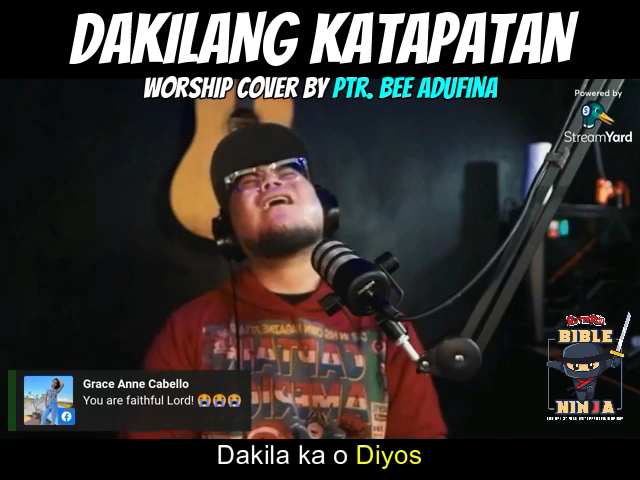 DAKILANG KATAPATAN
WORSHIP COVER BY PTR. BEE ADUFINA
Powered by
StreamYard
BIBLE
NINJA
Grace Anne Cabello
You are faithful Lord! 😭😭😭
Dakila ka o Diyos